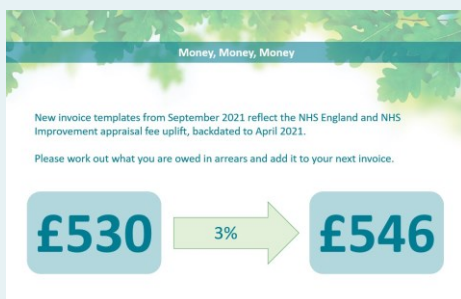 Money, Money, Money
New invoice templates from September 2021 reflect the NHS England and NHS
Improvement appraisal fee uplift, backdated to April 2021.
Please work out what you are owed in arrears and add it to your next invoice.
£530
3%
£546